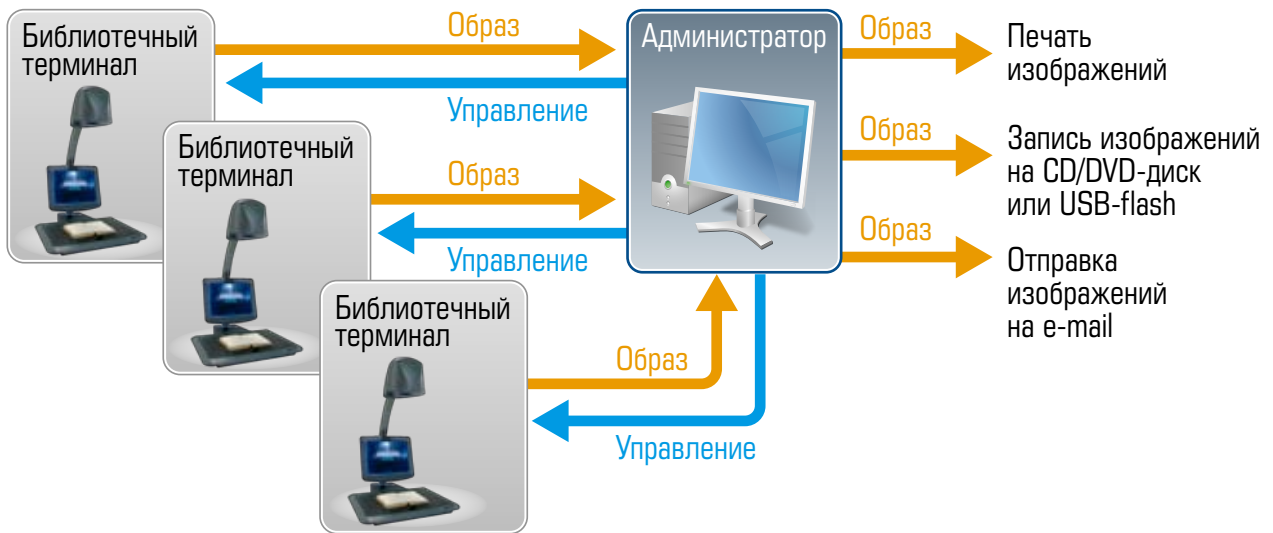 Библиотечный
терминал
Образ
Управление
Администратор
Образ
Печать
изображений
Библиотечный
терминал
Образ
Управление
Образ
Запись изображений
на CD/DVD-диск
или USB-flash
Образ
Отправка
изображений
на e-mail
Библиотечный
терминал
Образ
Управление